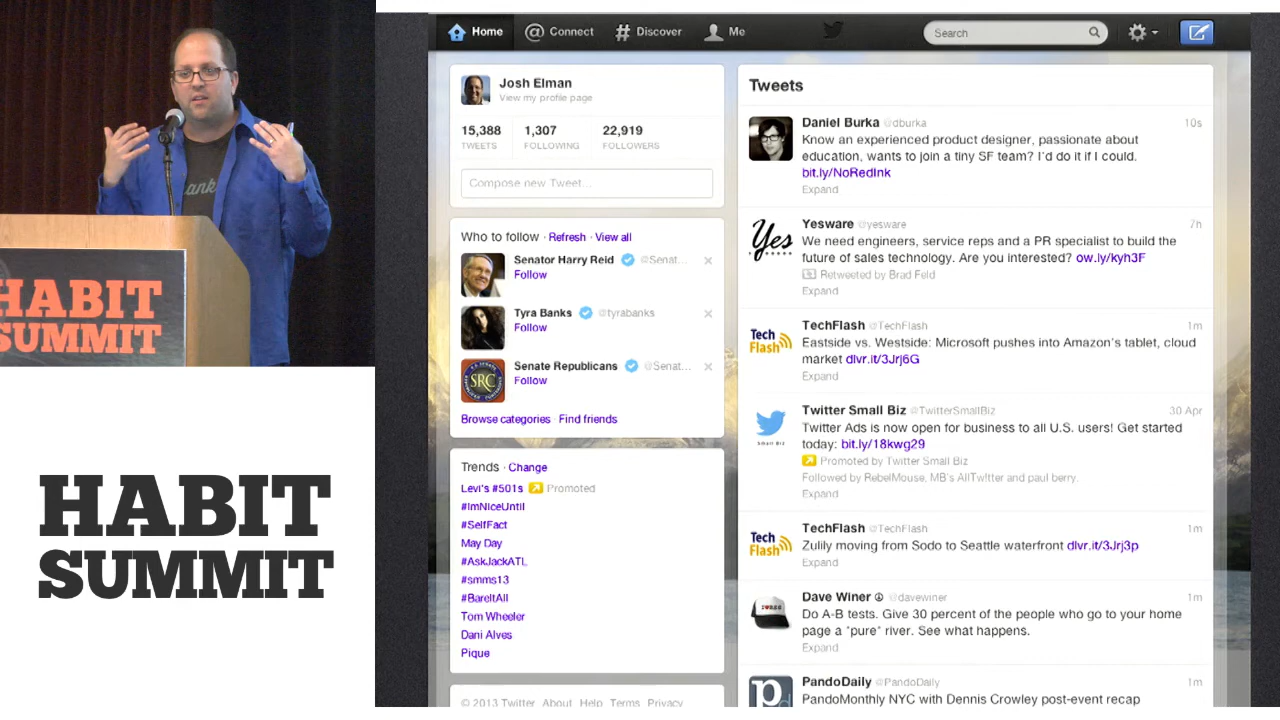 HABIT
SUMMIT
HABIT
SUMMIT
Home
Connect
Discover
Me
Search
Josh Elman
View my profile page
15,388
TWEETS
1,307
FOLLOWING
22,919
FOLLOWERS
Compose new Tweet...
Who to follow · Refresh · View all
Senator Harry Reid @Senat...
Follow
Tyra Banks @tyrabanks
Follow
SRC
Senate Republicans @Senat...
Follow
Browse categories · Find friends
Trends · Change
Levi's #501s Promoted
#ImNiceUntil
#SelfFact
May Day
#AskJackATL
#smms13
#BareItAll
Tom Wheeler
Dani Alves
Pique
© 2013 Twitter About Help Terms Privacy
Tweets
Daniel Burka @dburka 10s
Know an experienced product designer, passionate about
education, wants to join a tiny SF team? I'd do it if I could.
bit.ly/NoRedInk
Expand
Yes
Yesware @yesware 7h
We need engineers, service reps and a PR specialist to build the
future of sales technology. Are you interested? ow.ly/kyh3F
Retweeted by Brad Feld
Expand
Tech
Flash
TechFlash @TechFlash 1m
Eastside vs. Westside: Microsoft pushes into Amazon's tablet, cloud
market dlvr.it/3Jrj6G
Expand
Small Biz
Twitter Small Biz @TwitterSmallBiz 30 Apr
Twitter Ads is now open for business to all U.S. users! Get started
today: bit.ly/18kwg29
Promoted by Twitter Small Biz
Followed by RebelMouse, MB's AllTwttter and paul berry.
Expand
Tech
Flash
TechFlash @TechFlash 1m
Zulily moving from Sodo to Seattle waterfront dlvr.it/3Jrj3p
Expand
Dave Winer @davewiner 1m
Do A-B tests. Give 30 percent of the people who go to your home
page a *pure* river. See what happens.
Expand
p
PandoDaily @PandoDaily 1m
PandoMonthly NYC with Dennis Crowley post-event recap